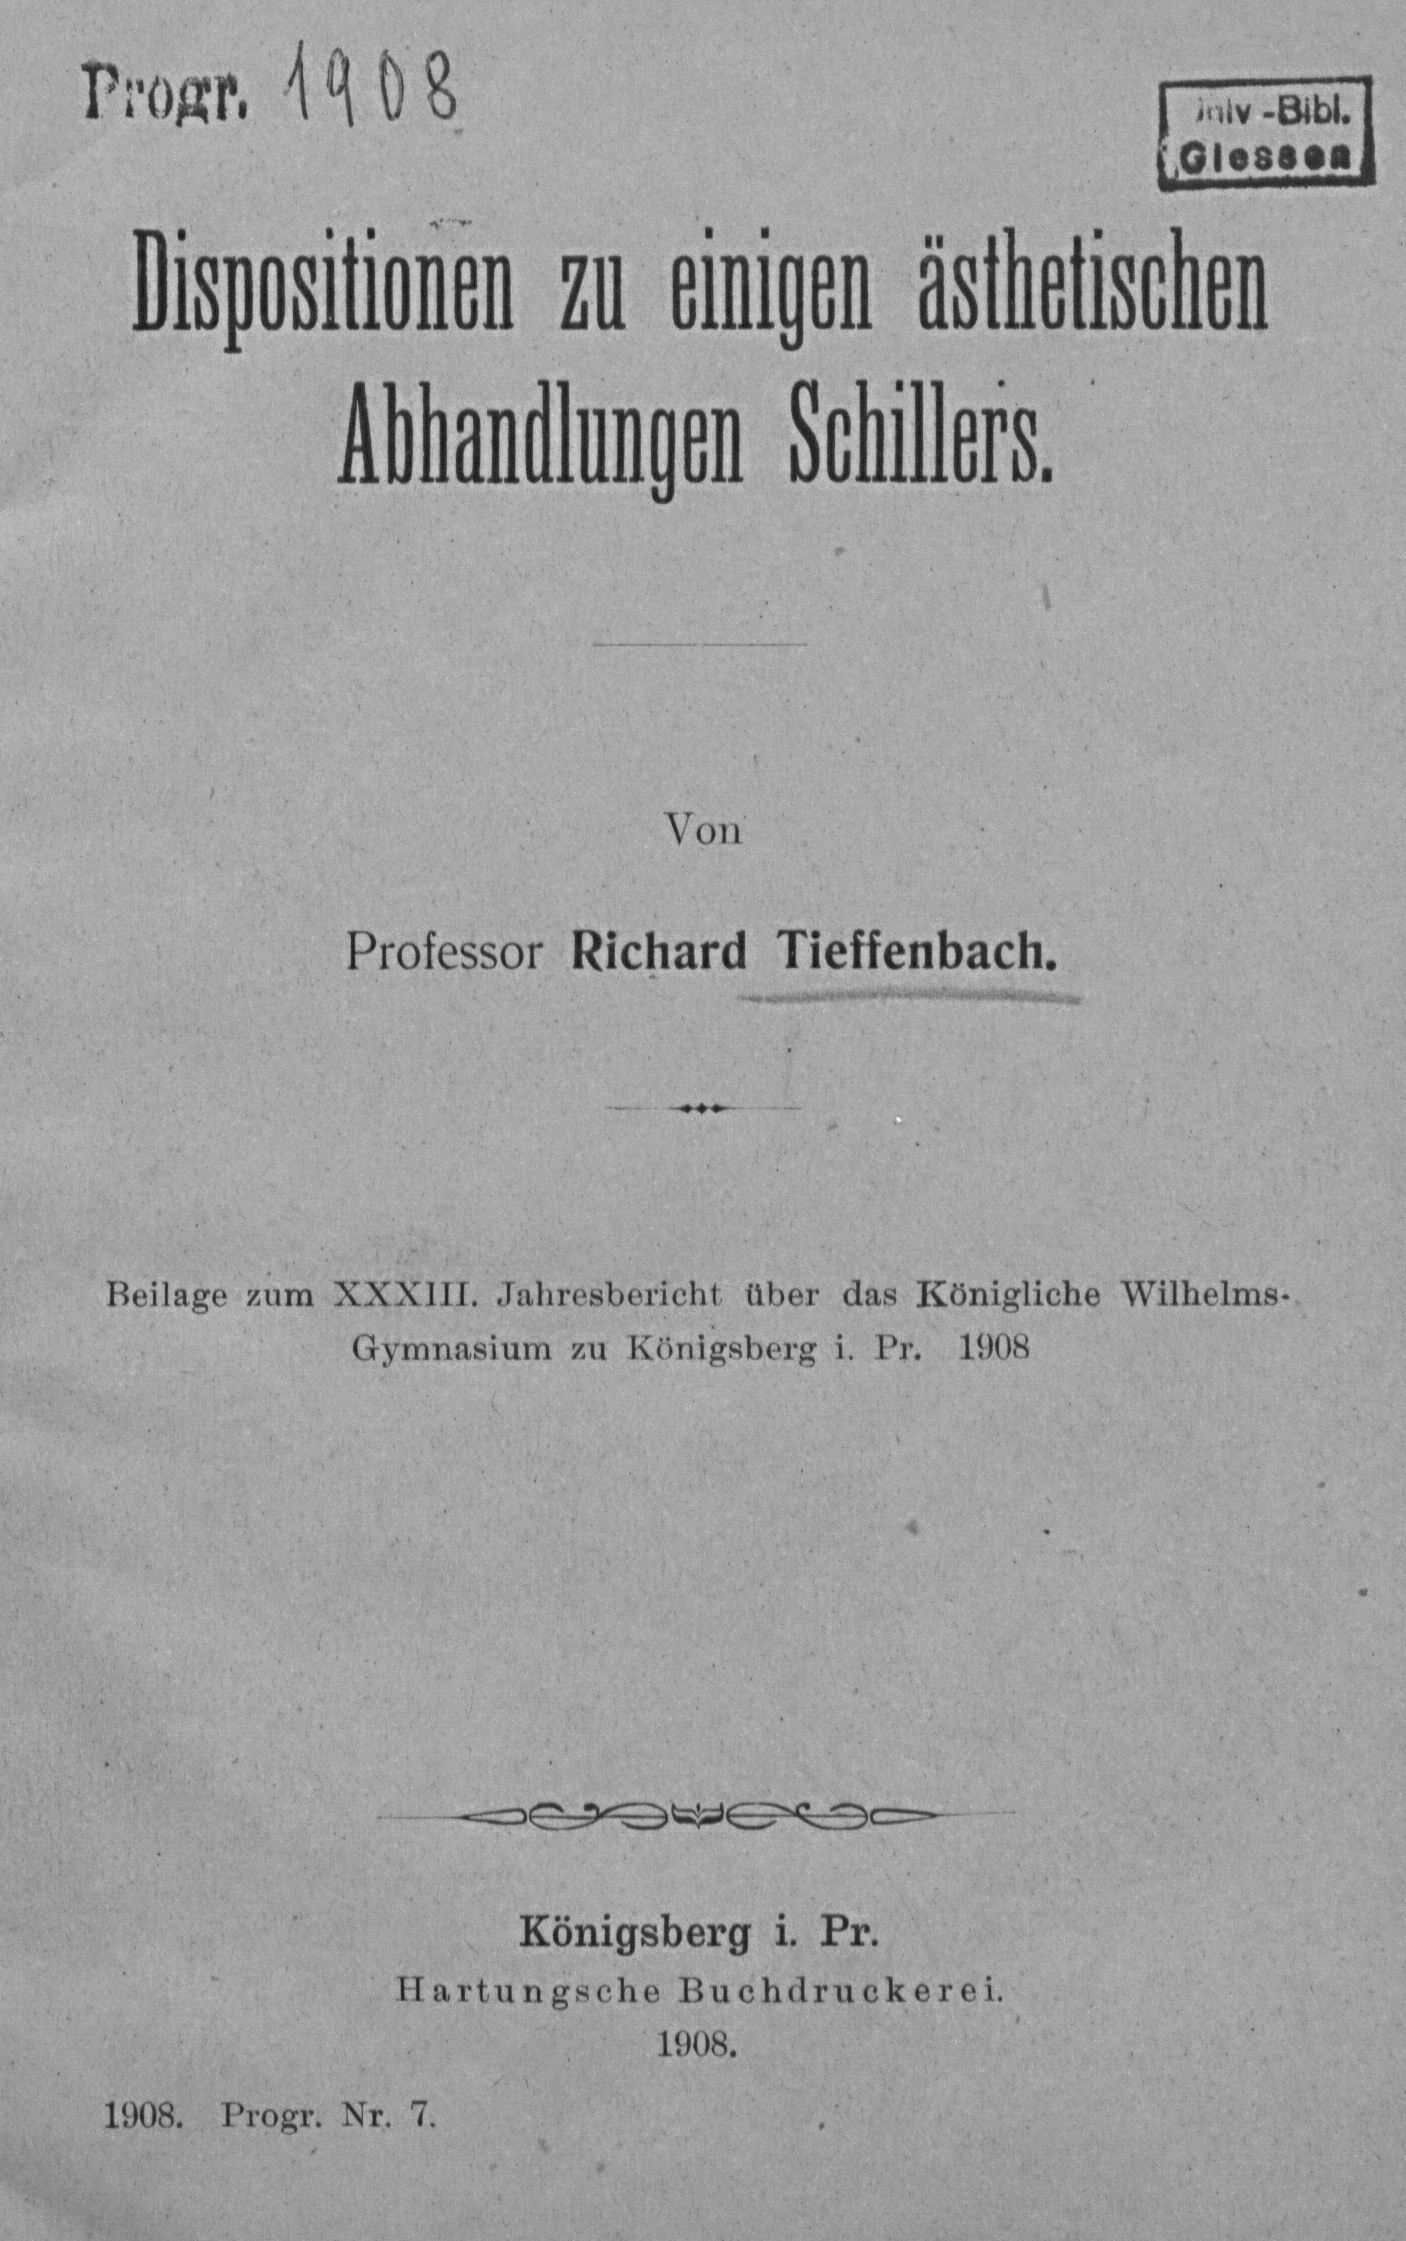 Progr. 1908
-Bibl.
Giessen
Dispositionen zu einigen ästhetischen
Abhandlungen Schillers.
Von
Professor Richard Tieffenbach.
Beilage zum XXXIII. Jahresbericht über das Königliche Wilhelms-
Gymnasium zu Königsberg i. Pr. 1908
Königsberg i. Pr.
Hartungsche Buchdruckerei.
1908.
1908. Progr. Nr. 7.